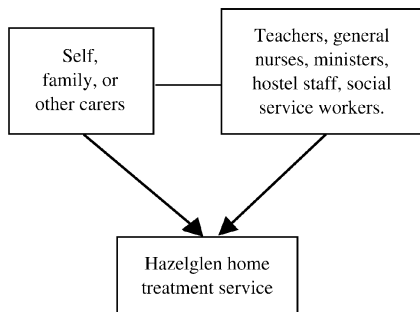 Self,
family, or
other carers
Teachers, general
nurses, ministers,
hostel staff, social
service workers.
Hazelglen home
treatment service